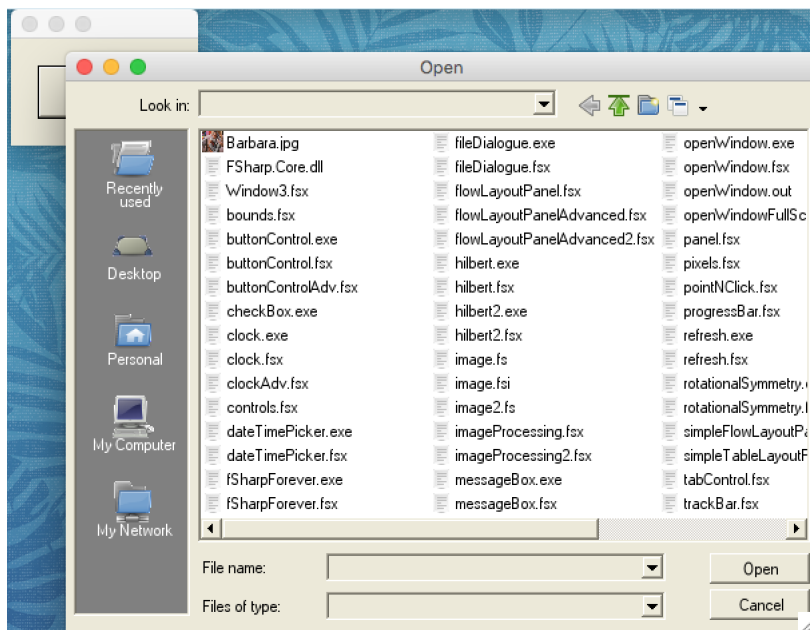 Open
Look in:
Recently
used
Desktop
Personal
My Computer
My Network
Barbara.jpg
FSharp.Core.dll
Window3.fsx
bounds.fsx
buttonControl.exe
buttonControl.fsx
buttonControlAdv.fsx
checkBox.exe
clock.exe
clock.fsx
clockAdv.fsx
controls.fsx
dateTimePicker.exe
dateTimePicker.fsx
fSharpForever.exe
fSharpForever.fsx
fileDialogue.exe
fileDialogue.fsx
flowLayoutPanel.fsx
flowLayoutPanelAdvanced.fsx
flowLayoutPanelAdvanced2.fsx
hilbert.exe
hilbert.fsx
hilbert2.exe
hilbert2.fsx
image.fs
image.fsi
image2.fs
imageProcessing.fsx
imageProcessing2.fsx
messageBox.exe
messageBox.fsx
openWindow.exe
openWindow.fsx
openWindow.out
openWindowFullSc
panel.fsx
pixels.fsx
pointNClick.fsx
progressBar.fsx
refresh.exe
refresh.fsx
rotationalSymmetry.
rotationalSymmetry.
simpleFlowLayoutPa
simpleTableLayoutF
tabControl.fsx
trackBar.fsx
File name:
Open
Files of type:
Cancel